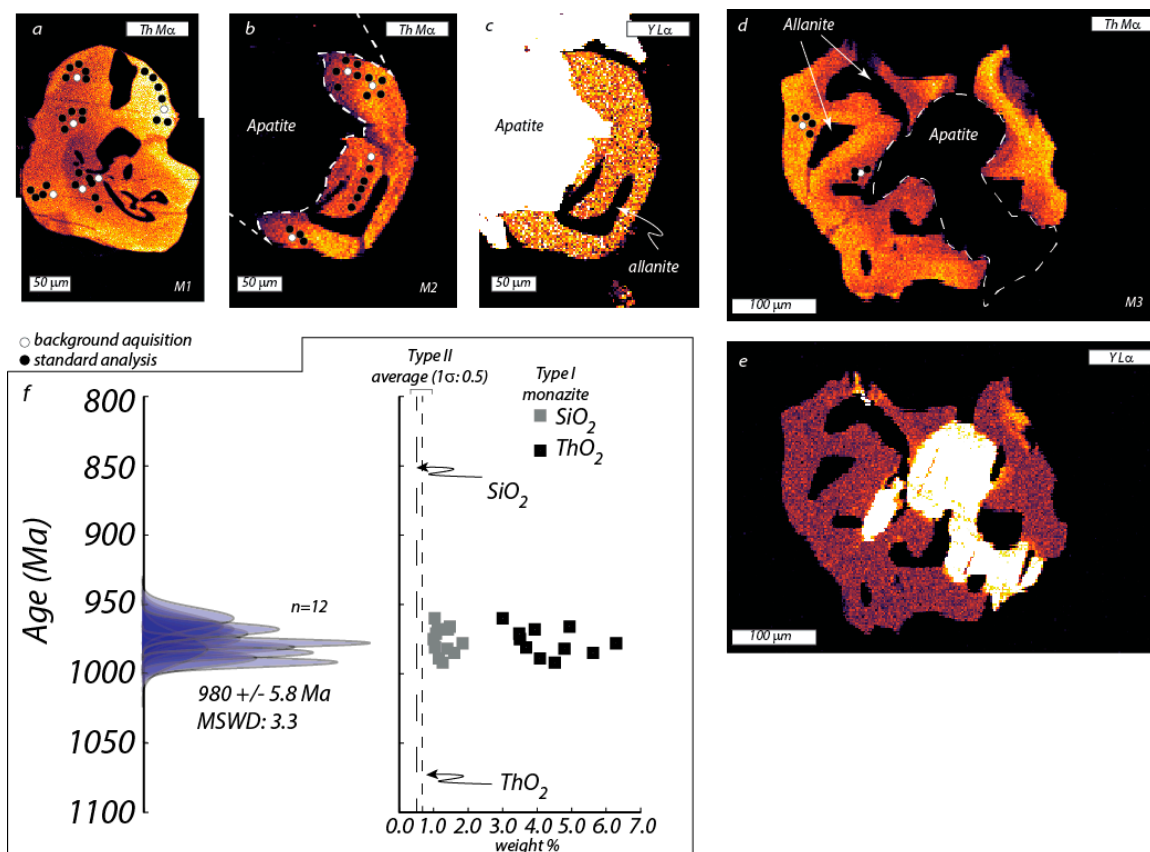 a
Th Mα
50 µm
M1
b
Th Mα
Apatite
50 µm
M2
c
Y Lα
Apatite
allanite
50 µm
d
Allanite
Th Mα
Apatite
100 µm
M3
e
Y Lα
100 µm
background aquisition
standard analysis
f
Age (Ma)
800
850
900
950
1000
1050
1100
n=12
980 +/- 5.8 Ma
MSWD: 3.3
Type II
average (1σ: 0.5)
Type I
monazite
SiO2
ThO2
SiO2
ThO2
0.0 1.0 2.0 3.0 4.0 5.0 6.0 7.0
weight %